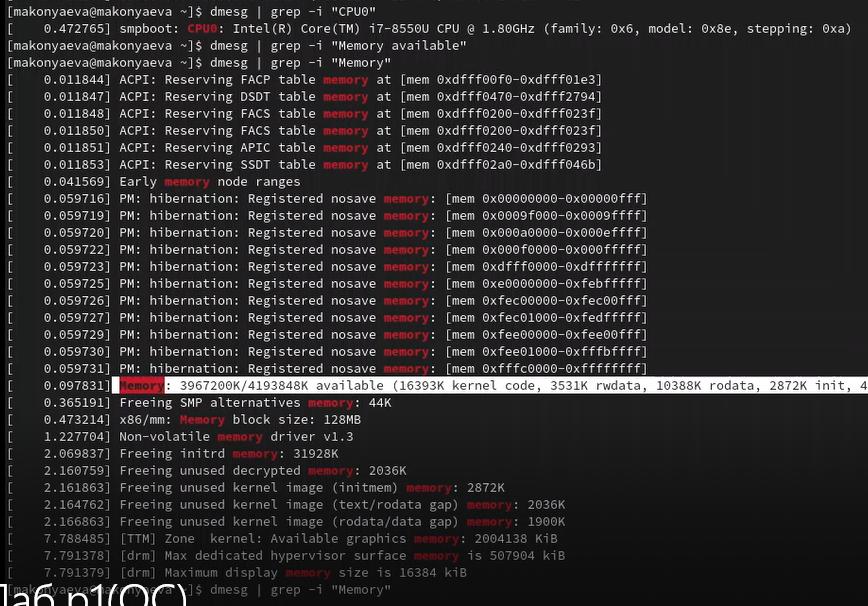 [makonyaeva@makonyaeva ~]$ dmesg | grep -i "CPU0"
[    0.472765] smpboot: CPU0: Intel(R) Core(TM) i7-8550U CPU @ 1.80GHz (family: 0x6, model: 0x8e, stepping: 0xa)
[makonyaeva@makonyaeva ~]$ dmesg | grep -i "Memory available"
[makonyaeva@makonyaeva ~]$ dmesg | grep -i "Memory"
[    0.011844] ACPI: Reserving FACP table memory at [mem 0xdfff00f0-0xdfff01e3]
[    0.011847] ACPI: Reserving DSDT table memory at [mem 0xdfff0470-0xdfff2794]
[    0.011848] ACPI: Reserving FACS table memory at [mem 0xdfff0200-0xdfff023f]
[    0.011850] ACPI: Reserving FACS table memory at [mem 0xdfff0200-0xdfff023f]
[    0.011851] ACPI: Reserving APIC table memory at [mem 0xdfff0240-0xdfff0293]
[    0.011853] ACPI: Reserving SSDT table memory at [mem 0xdfff02a0-0xdfff046b]
[    0.041569] Early memory node ranges
[    0.059716] PM: hibernation: Registered nosave memory: [mem 0x00000000-0x00000fff]
[    0.059719] PM: hibernation: Registered nosave memory: [mem 0x0009f000-0x0009ffff]
[    0.059720] PM: hibernation: Registered nosave memory: [mem 0x000a0000-0x000effff]
[    0.059722] PM: hibernation: Registered nosave memory: [mem 0x000f0000-0x000fffff]
[    0.059723] PM: hibernation: Registered nosave memory: [mem 0xdfff0000-0xdfffffff]
[    0.059725] PM: hibernation: Registered nosave memory: [mem 0xe0000000-0xfebfffff]
[    0.059726] PM: hibernation: Registered nosave memory: [mem 0xfec00000-0xfec00fff]
[    0.059727] PM: hibernation: Registered nosave memory: [mem 0xfec01000-0xfedfffff]
[    0.059729] PM: hibernation: Registered nosave memory: [mem 0xfee00000-0xfee00fff]
[    0.059730] PM: hibernation: Registered nosave memory: [mem 0xfee01000-0xfffbffff]
[    0.059731] PM: hibernation: Registered nosave memory: [mem 0xfffc0000-0xffffffff]
[    0.097831] Memory: 3967200K/4193848K available (16393K kernel code, 3531K rwdata, 10388K rodata, 2872K init, 4
[    0.365191] Freeing SMP alternatives memory: 44K
[    0.473214] x86/mm: Memory block size: 128MB
[    1.227704] Non-volatile memory driver v1.3
[    2.069837] Freeing initrd memory: 31928K
[    2.160759] Freeing unused decrypted memory: 2036K
[    2.161863] Freeing unused kernel image (initmem) memory: 2872K
[    2.164762] Freeing unused kernel image (text/rodata gap) memory: 2036K
[    2.166863] Freeing unused kernel image (rodata/data gap) memory: 1900K
[    7.788485] [TTM] Zone  kernel: Available graphics memory: 2004138 KiB
[    7.791378] [drm] Max dedicated hypervisor surface memory is 507904 kiB
[    7.791379] [drm] Maximum display memory size is 16384 kiB
[makonyaeva@makonyaeva ~]$ dmesg | grep -i "Memory"
Лаб р1(ОС)